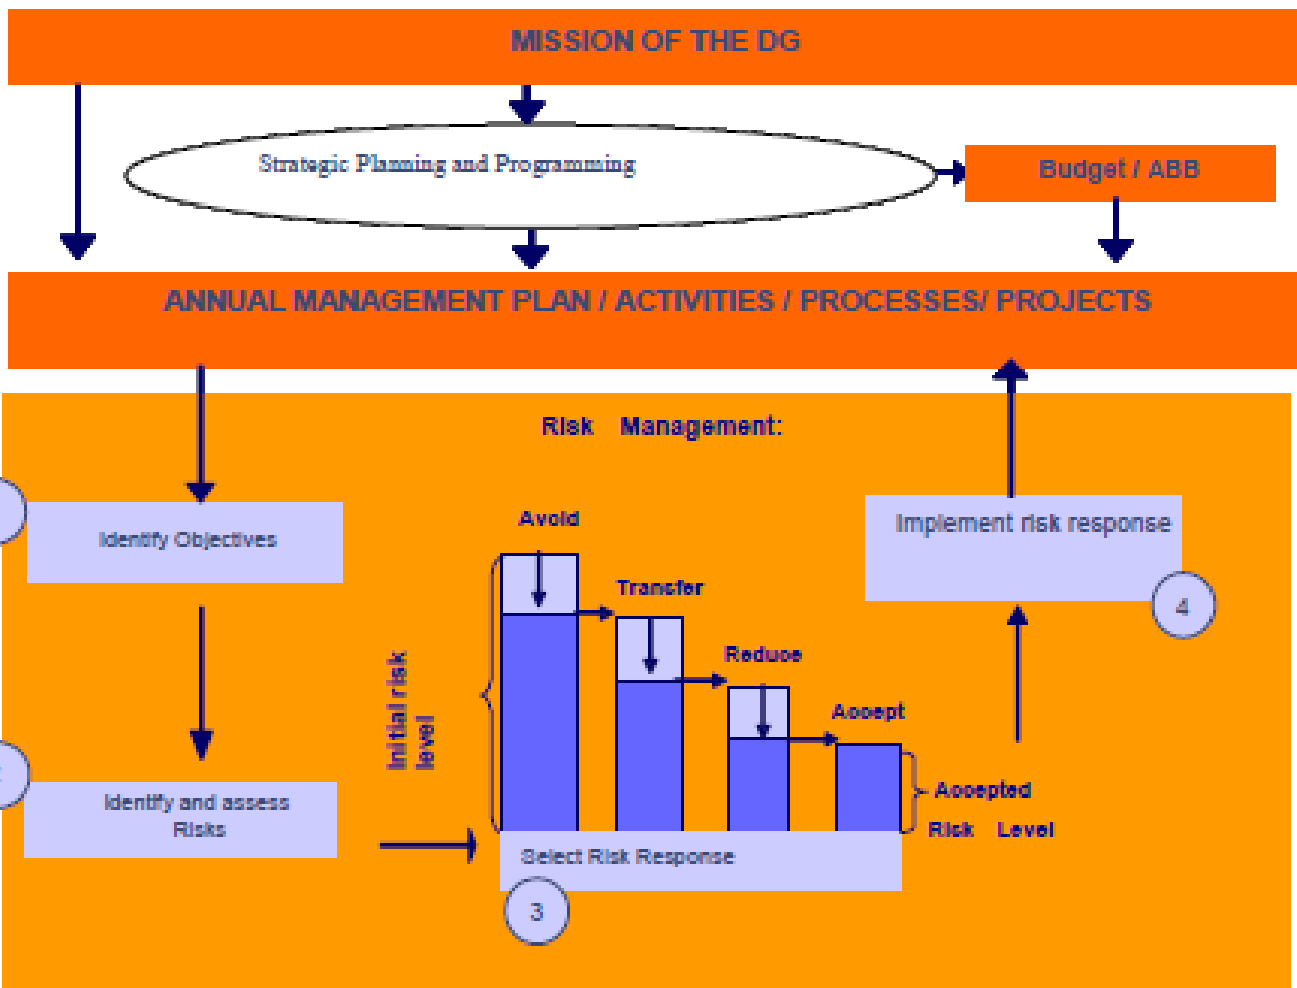 MISSION OF THE DG
Strategic Planning and Programming
Budget / ABB
ANNUAL MANAGEMENT PLAN / ACTIVITIES / PROCESSES/ PROJECTS
Risk Management:
Identify Objectives
Identify and assess
Risks
Initial risk
level
Avoid
Transfer
Reduce
Accept
Accepted
Risk Level
Select Risk Response
3
Implement risk response
4